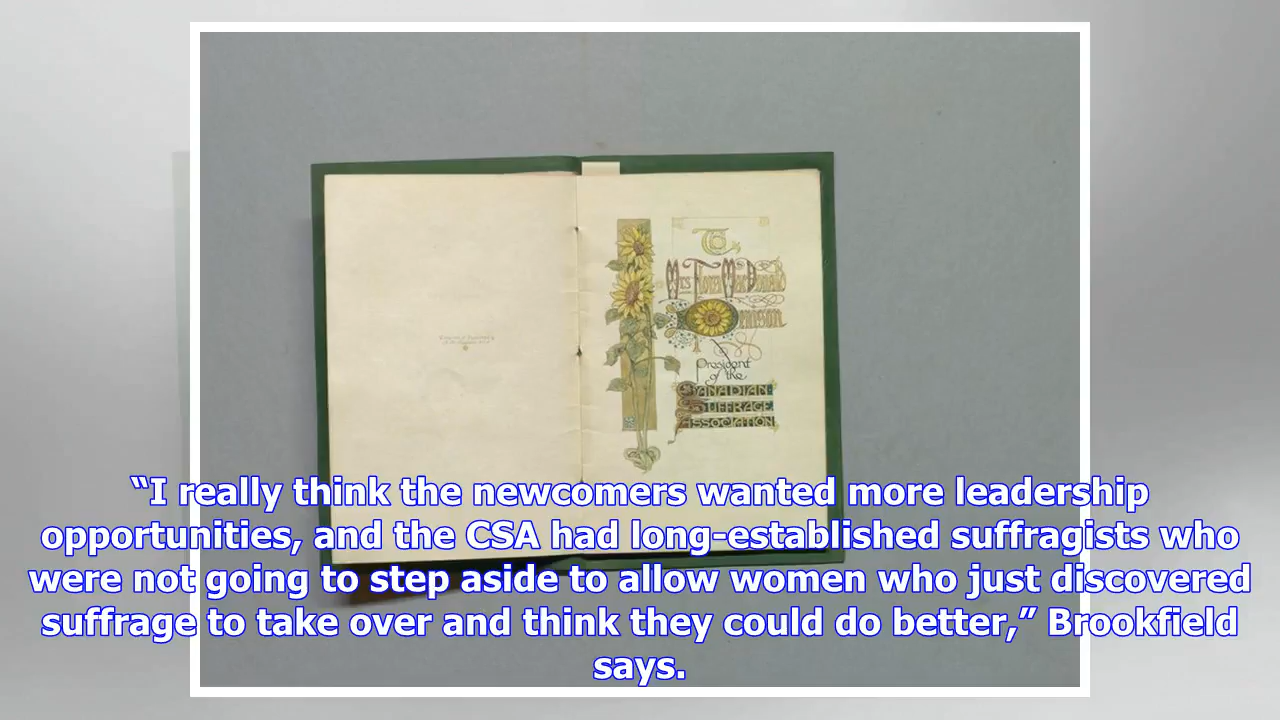 To
Mrs Flora MacDonald
Denison
President
of the
CANADIAN
SUFFRAGE
ASSOCIATION
“I really think the newcomers wanted more leadership
opportunities, and the CSA had long-established suffragists who
were not going to step aside to allow women who just discovered
suffrage to take over and think they could do better,” Brookfield
says.